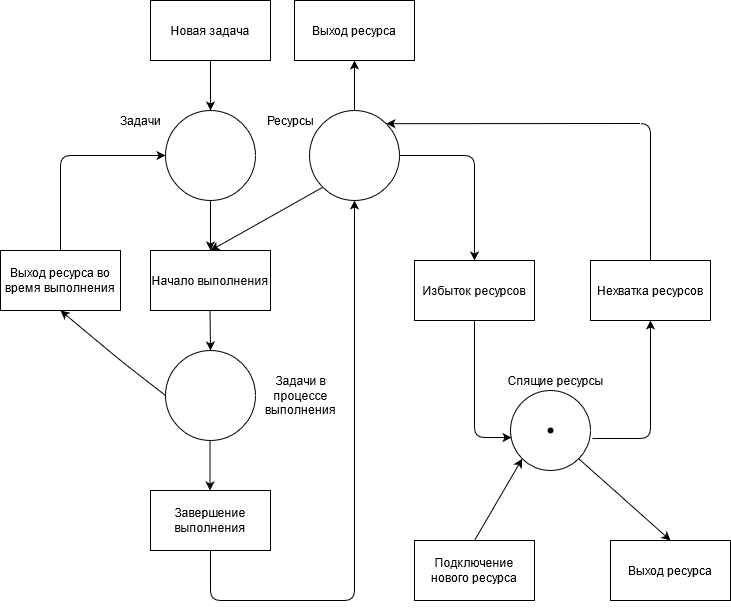 Новая задача
Выход ресурса
Задачи
Ресурсы
Выход ресурса во
время выполнения
Начало выполнения
Избыток ресурсов
Нехватка ресурсов
Задачи в
процессе
выполнения
Спящие ресурсы
Завершение
выполнения
Подключение
нового ресурса
Выход ресурса